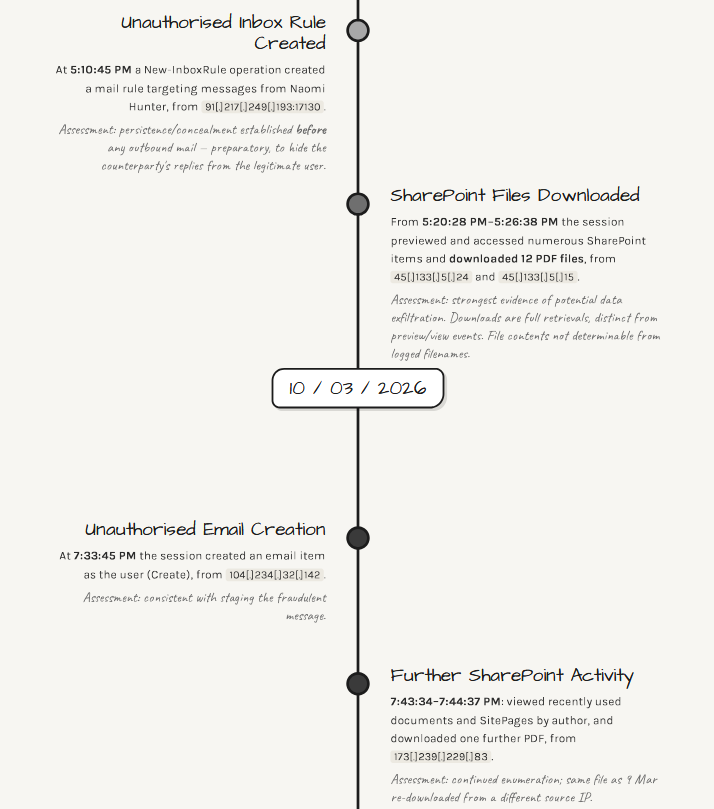 Unauthorised Inbox Rule
Created
At 5:10:45 PM a New-InboxRule operation created
a mail rule targeting messages from Naomi
Hunter, from 91[.]217[.]249[.]193:17130.
Assessment: persistence/concealment established before
any outbound mail — preparatory, to hide the
counterparty's replies from the legitimate user.
SharePoint Files Downloaded
From 5:20:28 PM–5:26:38 PM the session
previewed and accessed numerous SharePoint
items and downloaded 12 PDF files, from
45[.]133[.]5[.]24 and 45[.]133[.]5[.]15.
Assessment: strongest evidence of potential data
exfiltration. Downloads are full retrievals, distinct from
preview/view events. File contents not determinable from
logged filenames.
10 / 03 / 2026
Unauthorised Email Creation
At 7:33:45 PM the session created an email item
as the user (Create), from 104[.]234[.]32[.]142.
Assessment: consistent with staging the fraudulent
message.
Further SharePoint Activity
7:43:34–7:44:37 PM: viewed recently used
documents and SitePages by author, and
downloaded one further PDF, from
173[.]239[.]229[.]83.
Assessment: continued enumeration; same file as 9 Mar
re-downloaded from a different source IP.